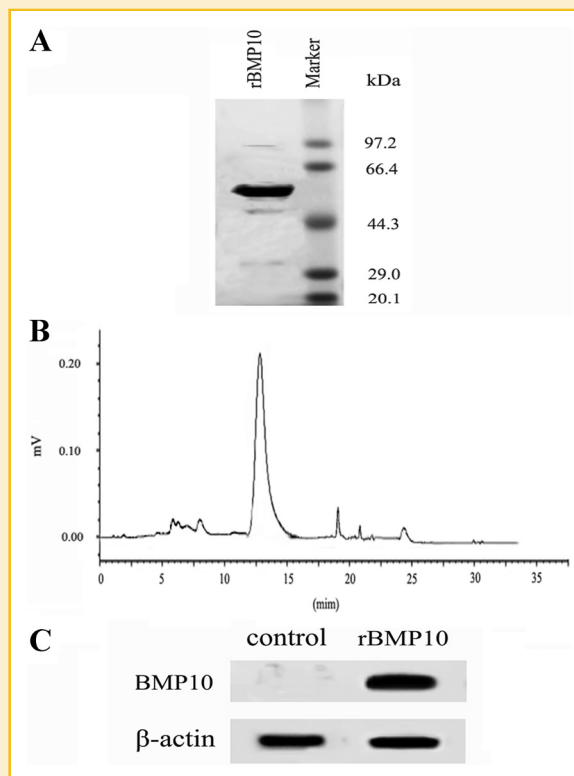 A
rBMP10
Marker
kDa
97.2
66.4
44.3
29.0
20.1
B
0.20
0.10
0.00
mV
0 5 10 15 20 25 30 35
(mim)
C
control rBMP10
BMP10
β-actin